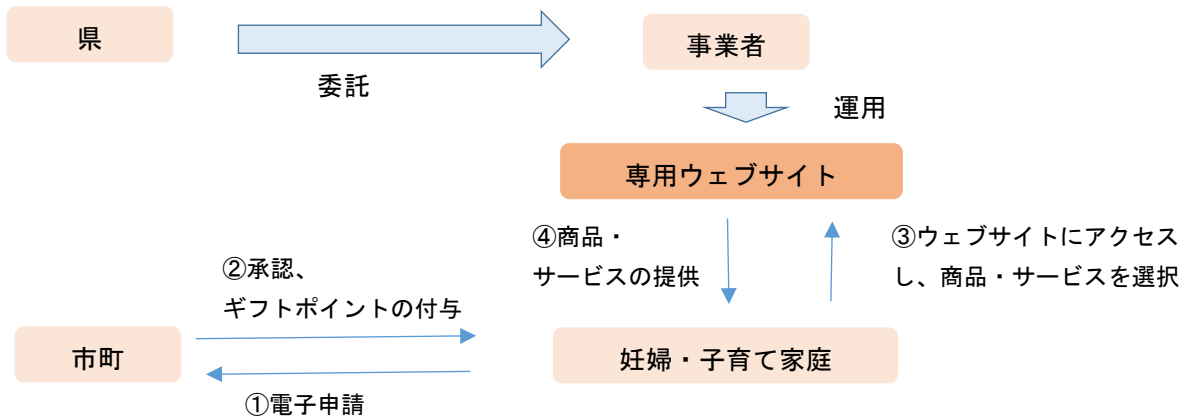 県
委託
事業者
運用
専用ウェブサイト
④商品・
サービスの提供
③ウェブサイトにアクセス
し、商品・サービスを選択
②承認、
ギフトポイントの付与
市町
妊婦・子育て家庭
①電子申請